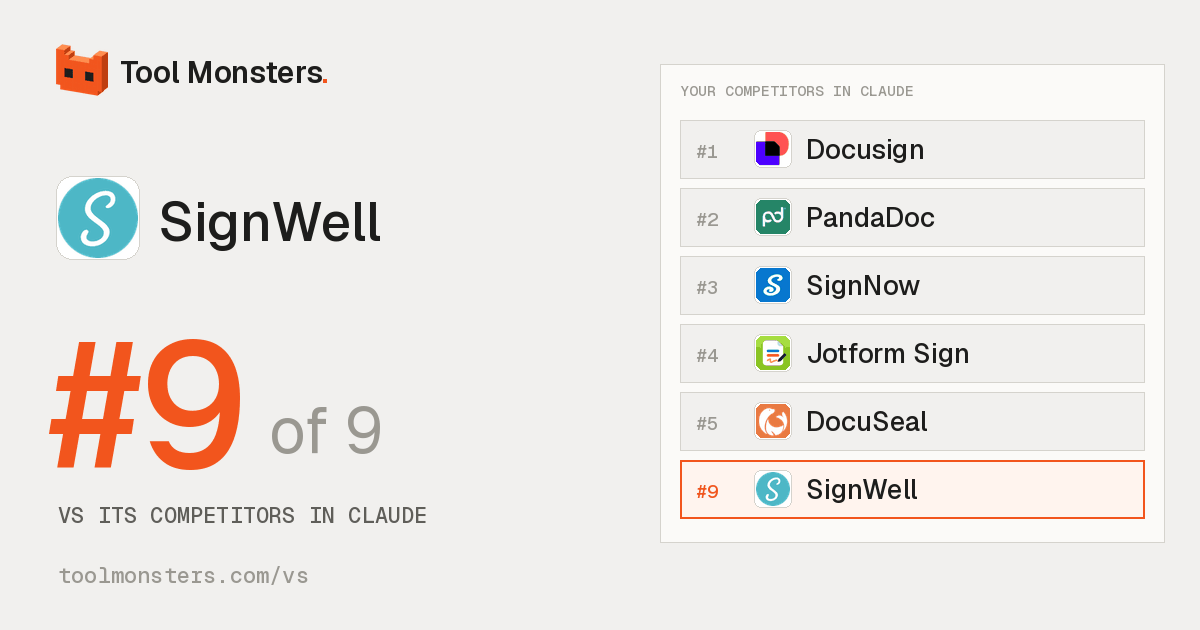 Tool Monsters.
SignWell
#9 of 9
VS ITS COMPETITORS IN CLAUDE
toolmonsters.com/vs
YOUR COMPETITORS IN CLAUDE
#1 Docusign
#2 PandaDoc
#3 SignNow
#4 Jotform Sign
#5 DocuSeal
#9 SignWell